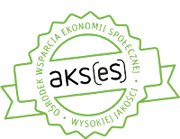 OŚRODEK WSPARCIA EKONOMII SPOŁECZNEJ
aKS(es)
• WYSOKIEJ JAKOŚCI •